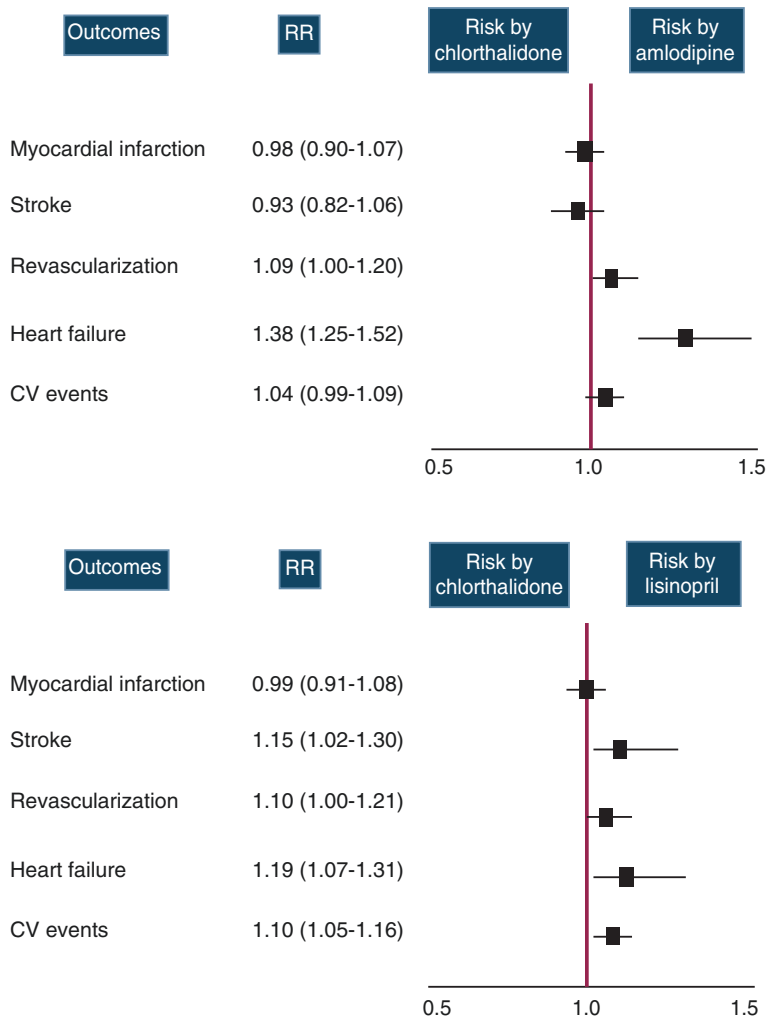 Outcomes RR Risk by chlorthalidone Risk by amlodipine
Myocardial infarction 0.98 (0.90-1.07)
Stroke 0.93 (0.82-1.06)
Revascularization 1.09 (1.00-1.20)
Heart failure 1.38 (1.25-1.52)
CV events 1.04 (0.99-1.09)
0.5 1.0 1.5
Outcomes RR Risk by chlorthalidone Risk by lisinopril
Myocardial infarction 0.99 (0.91-1.08)
Stroke 1.15 (1.02-1.30)
Revascularization 1.10 (1.00-1.21)
Heart failure 1.19 (1.07-1.31)
CV events 1.10 (1.05-1.16)
0.5 1.0 1.5